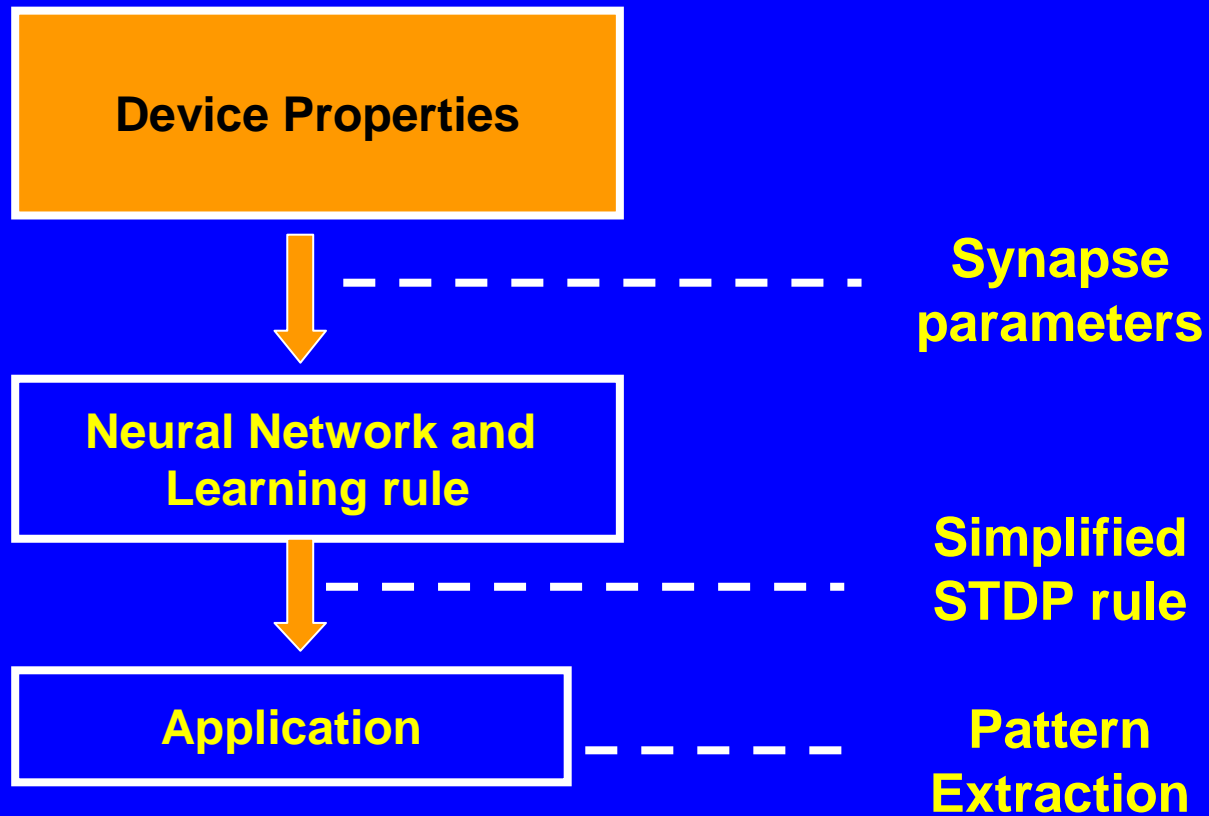 Device Properties
Synapse
parameters
Neural Network and
Learning rule
Simplified
STDP rule
Application
Pattern
Extraction